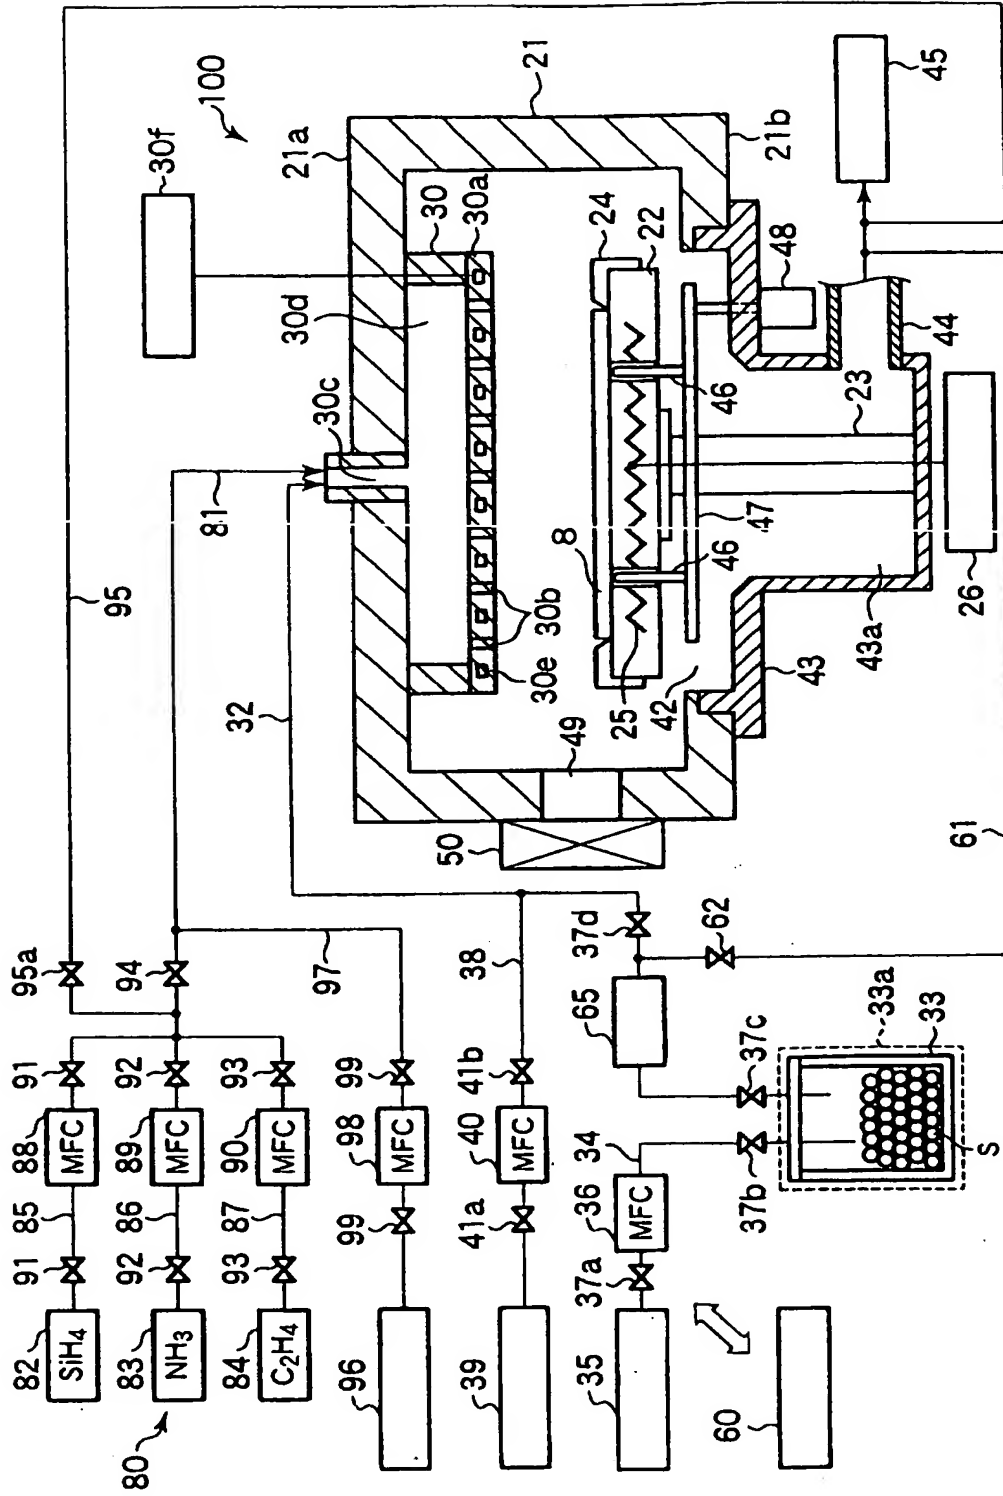 30f
100
95
81
21a
21
95a
94
32
30c
30d
30
30a
91
88
91
82
SiH4
85
MFC
92
89
92
83
NH3
86
MFC
93
90
93
84
C2H4
87
MFC
80
97
30e
30b
24
22
8
99
98
99
96
MFC
50
49
25
42
46
46
47
48
21b
45
38
41a
40
41b
39
MFC
37d
62
65
43
43a
23
44
26
34
36
MFC
37a
35
37b
37c
33a
33
S
60
61